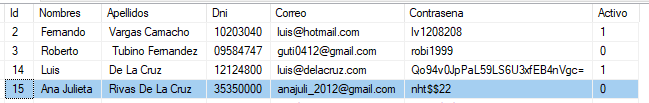 Id Nombres Apellidos Dni Correo Contrasena Activo
2 Fernando Vargas Camacho 10203040 luis@hotmail.com lv1208208 1
3 Roberto Tubino Fernandez 09584747 guti0412@gmail.com robi1999 0
14 Luis De La Cruz 12124800 luis@delacruz.com Qo94v0JpPaL59LS6U3xfEB4nVgc= 1
15 Ana Julieta Rivas De La Cruz 35350000 anajuli_2012@gmail.com nht$$22 0